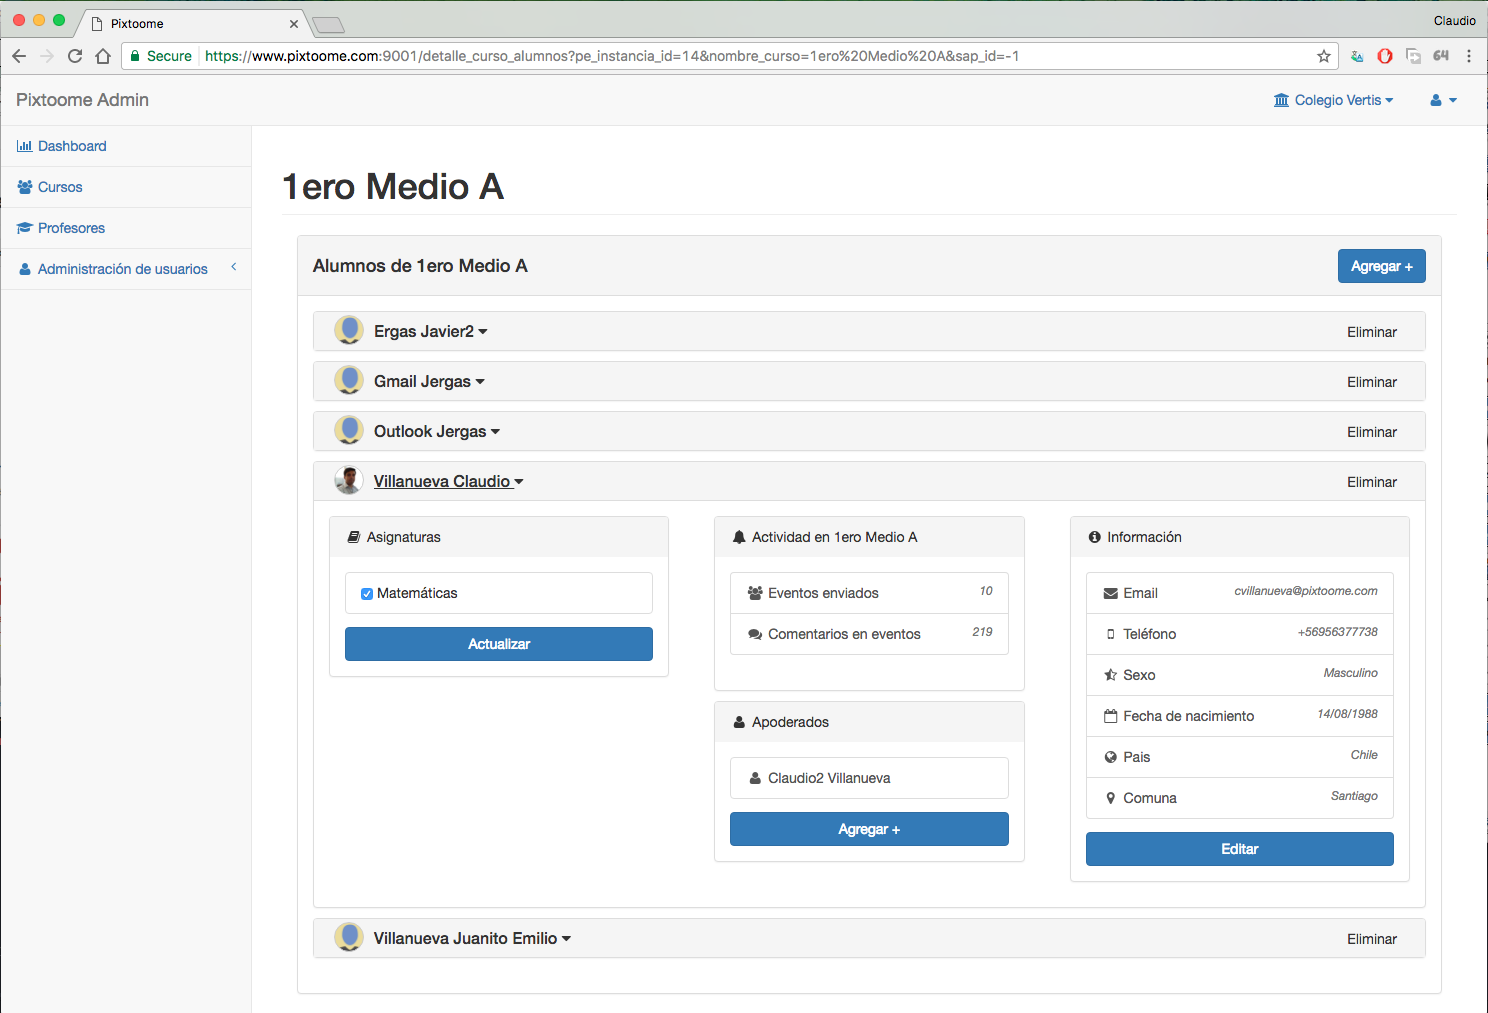 Pixtoome
Claudio
Secure https://www.pixtoome.com:9001/detalle_curso_alumnos?pe_instancia_id=14&nombre_curso=1ero%20Medio%20A&sap_id=-1
64
Pixtoome Admin
Colegio Vertis
Dashboard
Cursos
Profesores
Administración de usuarios
1ero Medio A
Alumnos de 1ero Medio A
Agregar +
Ergas Javier2
Eliminar
Gmail Jergas
Eliminar
Outlook Jergas
Eliminar
Villanueva Claudio
Eliminar
Asignaturas
Matemáticas
Actualizar
Actividad en 1ero Medio A
Eventos enviados 10
Comentarios en eventos 219
Apoderados
Claudio2 Villanueva
Agregar +
Información
Email cvillanueva@pixtoome.com
Teléfono +56956377738
Sexo Masculino
Fecha de nacimiento 14/08/1988
Pais Chile
Comuna Santiago
Editar
Villanueva Juanito Emilio
Eliminar